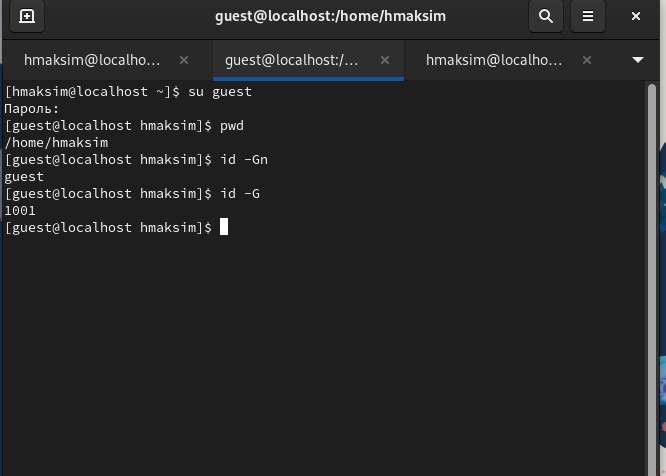 guest@localhost:/home/hmaksim
hmaksim@localho...
guest@localhost:/...
hmaksim@localho...
[hmaksim@localhost ~]$ su guest
Пароль:
[guest@localhost hmaksim]$ pwd
/home/hmaksim
[guest@localhost hmaksim]$ id -Gn
guest
[guest@localhost hmaksim]$ id -G
1001
[guest@localhost hmaksim]$